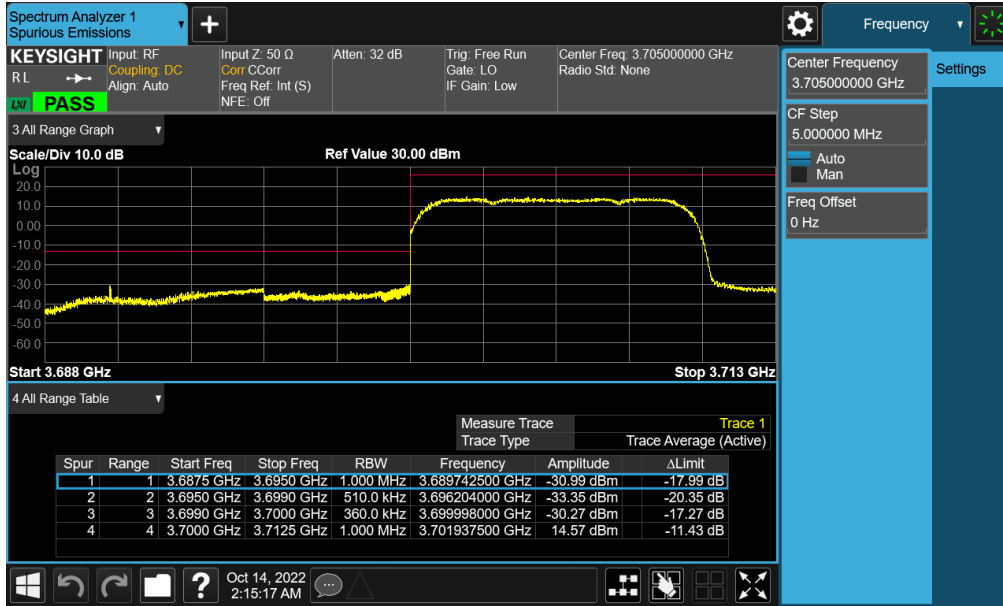 Spectrum Analyzer 1
Spurious Emissions
Frequency
KEYSIGHT
R L
LXI
PASS
Input: RF
Coupling: DC
Align: Auto
Input Z: 50 Ω
Corr CCorr
Freq Ref: Int (S)
NFE: Off
Atten: 32 dB
Trig: Free Run
Gate: LO
IF Gain: Low
Center Freq: 3.705000000 GHz
Radio Std: None
Center Frequency
3.705000000 GHz
Settings
CF Step
5.000000 MHz
Auto
Man
Freq Offset
0 Hz
3 All Range Graph
Scale/Div 10.0 dB
Ref Value 30.00 dBm
Log
20.0
10.0
0.00
-10.0
-20.0
-30.0
-40.0
-50.0
-60.0
Start 3.688 GHz
Stop 3.713 GHz
4 All Range Table
Measure Trace Trace 1
Trace Type Trace Average (Active)
Spur Range Start Freq Stop Freq RBW Frequency Amplitude ΔLimit
1 1 3.6875 GHz 3.6950 GHz 1.000 MHz 3.689742500 GHz -30.99 dBm -17.99 dB
2 2 3.6950 GHz 3.6990 GHz 510.0 kHz 3.696204000 GHz -33.35 dBm -20.35 dB
3 3 3.6990 GHz 3.7000 GHz 360.0 kHz 3.699998000 GHz -30.27 dBm -17.27 dB
4 4 3.7000 GHz 3.7125 GHz 1.000 MHz 3.701937500 GHz 14.57 dBm -11.43 dB
?
Oct 14, 2022
2:15:17 AM